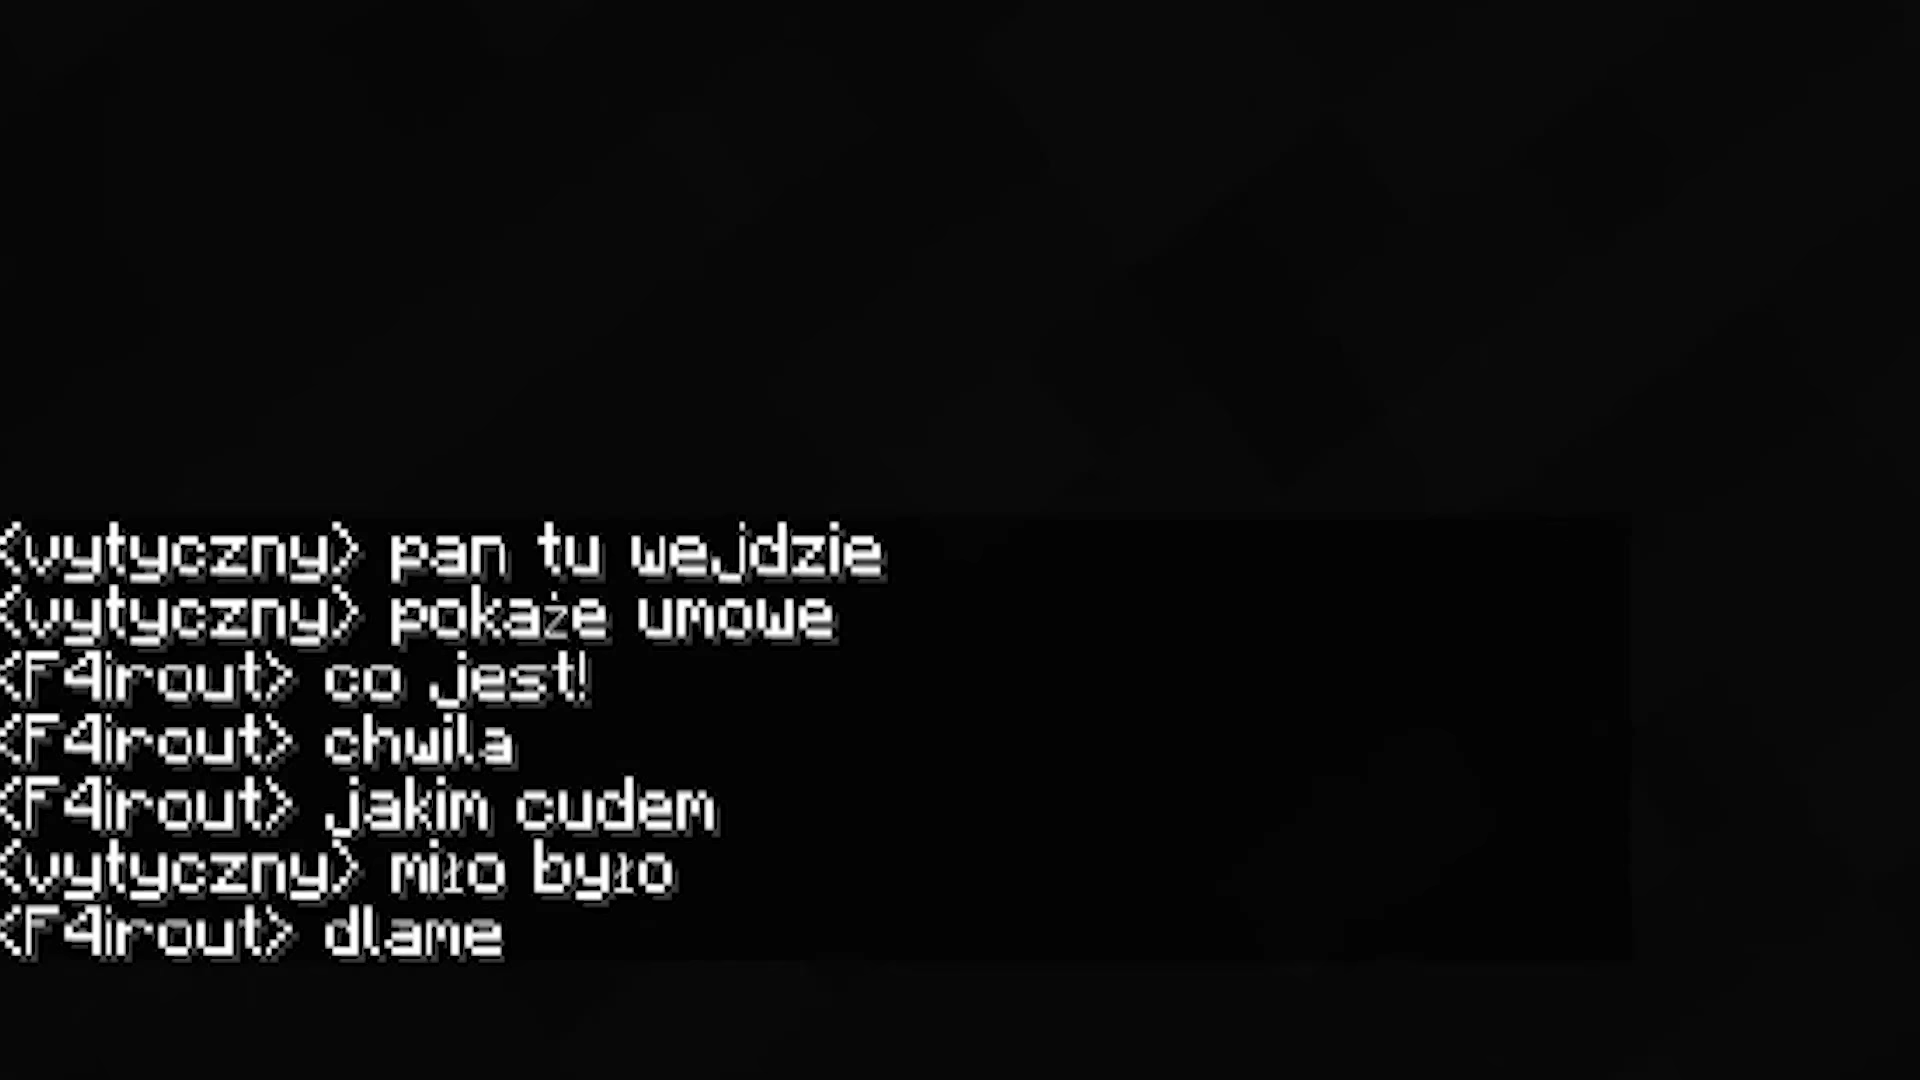 <vytyczny> pan tu wejdzie
<vytyczny> pokaże umowe
<F4irout> co jest!
<F4irout> chwila
<F4irout> jakim cudem
<vytyczny> miło było
<F4irout> dlame